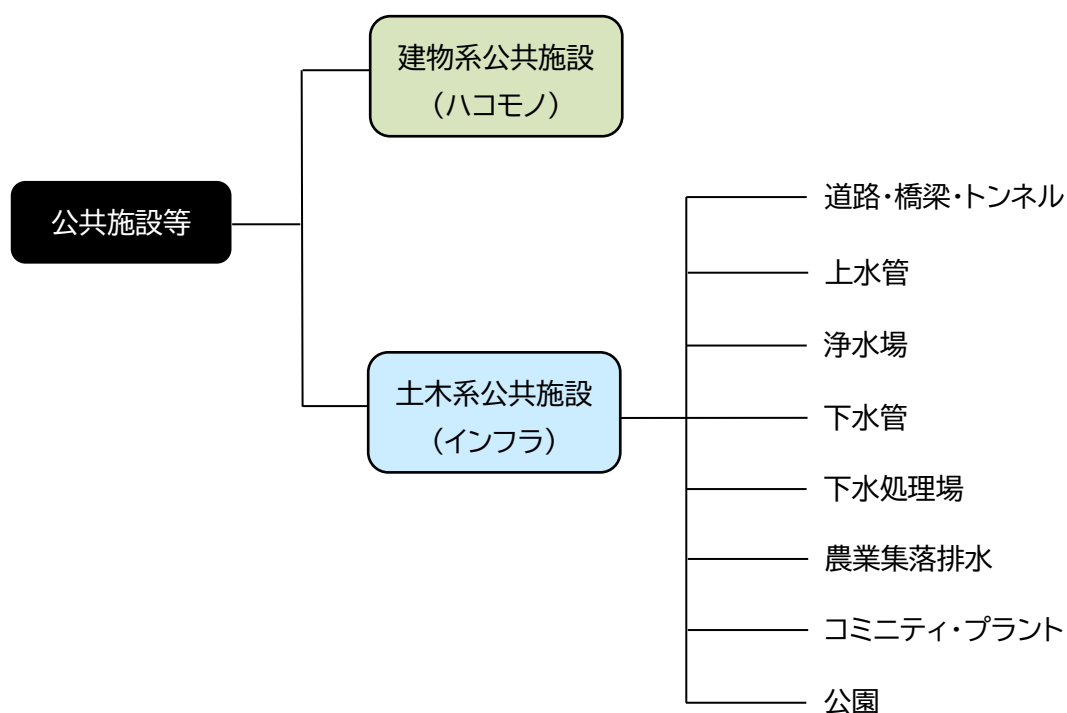 建物系公共施設
（ハコモノ）
公共施設等
土木系公共施設
（インフラ）
道路・橋梁・トンネル
上水管
浄水場
下水管
下水処理場
農業集落排水
コミニティ・プラント
公園